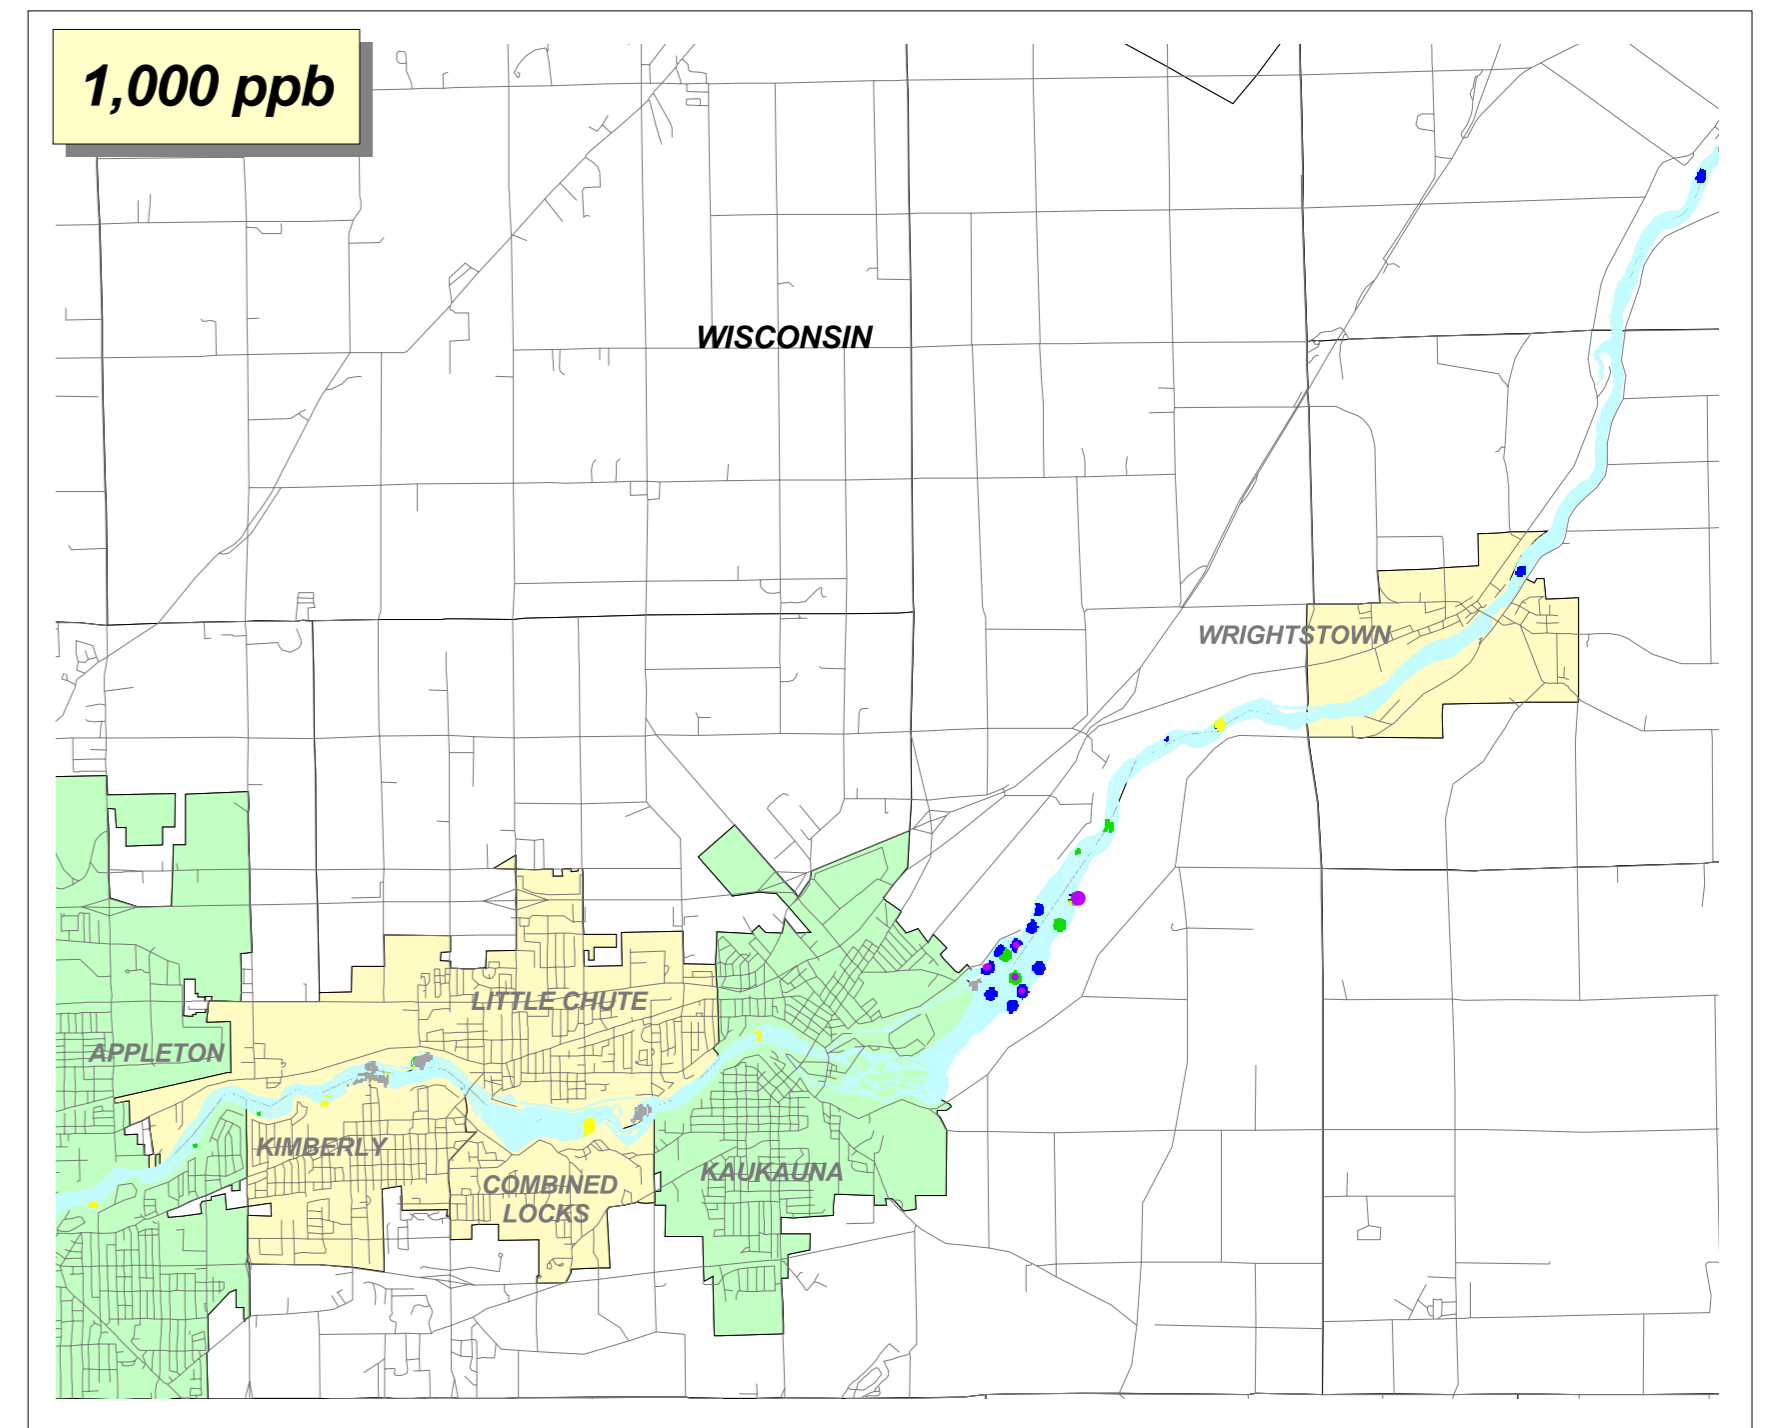 1,000 ppb
WISCONSIN
WRIGHTSTOWN
LITTLE CHUTE
APPLETON
KIMBERLY
COMBINED
LOCKS
KAUKAUNA